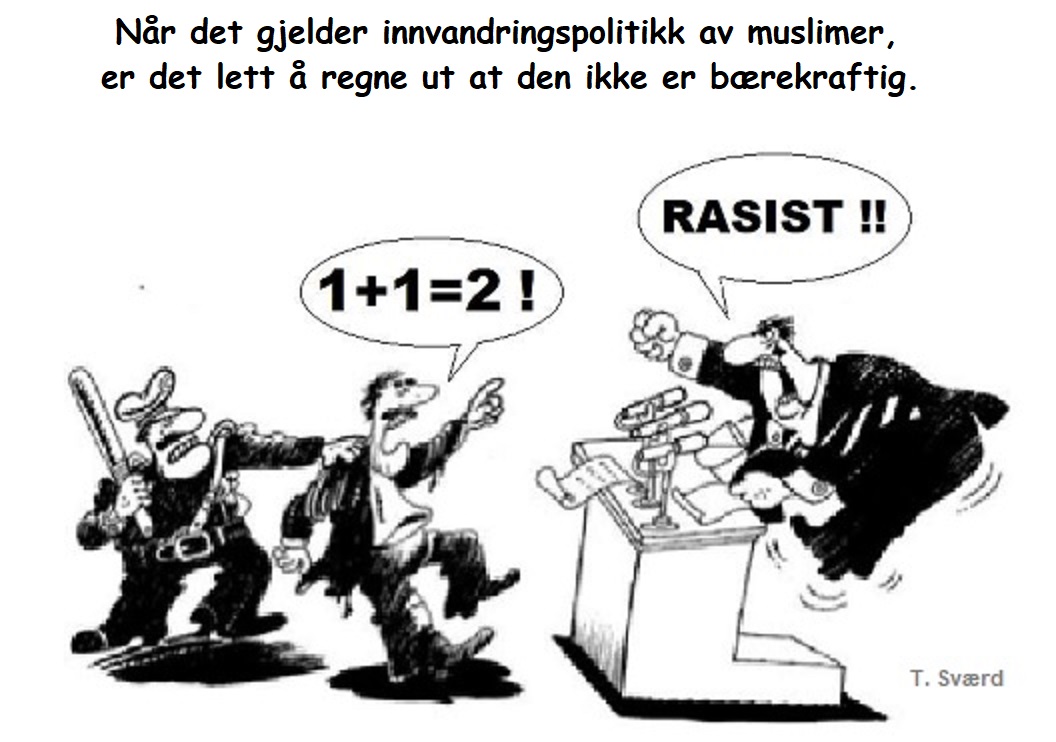 Når det gjelder innvandringspolitikk av muslimer,
er det lett å regne ut at den ikke er bærekraftig.
RASIST !!
1+1=2 !
T. Sværd